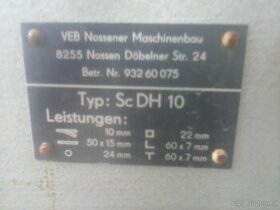 VEB Nossener Maschinenbau
8255 Nossen Döbelner Str. 24
Betr. Nr. 932 60 075
Typ: Sc DH 10
Leistungen:
10 mm 22 mm
50 x 15 mm 60 x 7 mm
24 mm 60 x 7 mm